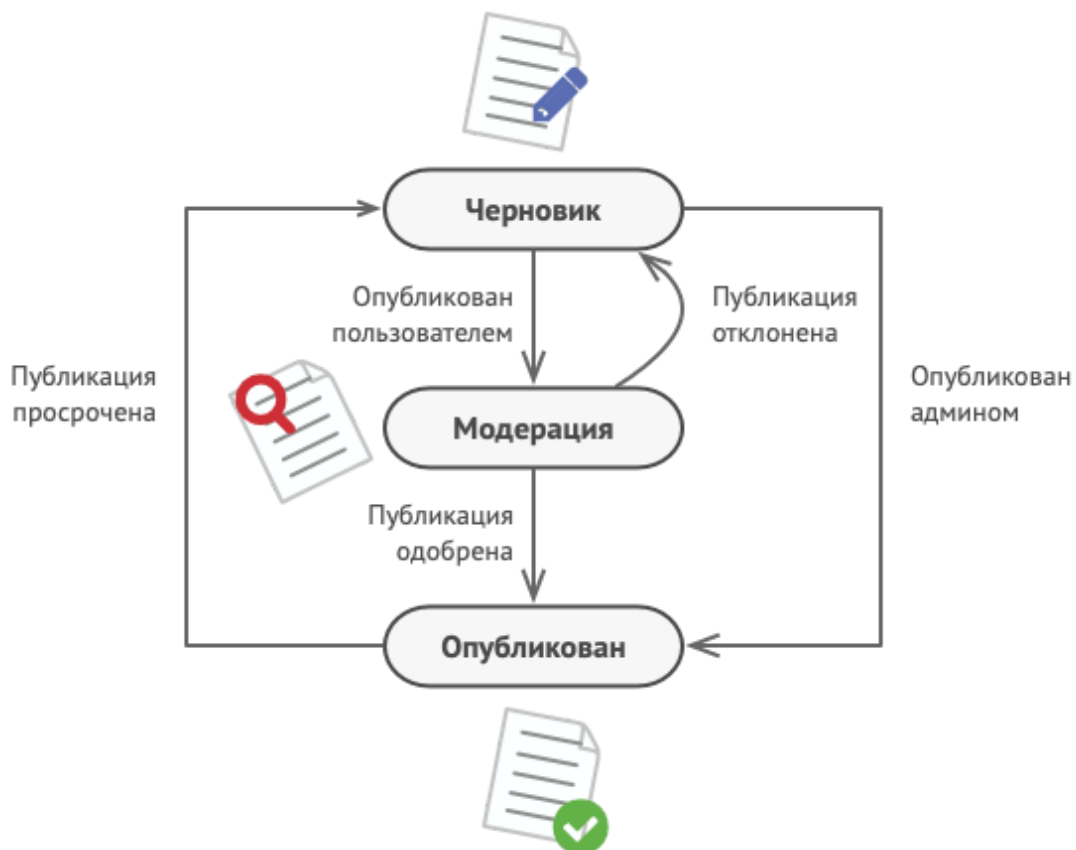 Черновик
Опубликован
пользователем
Публикация
отклонена
Публикация
просрочена
Опубликован
админом
Модерация
Публикация
одобрена
Опубликован